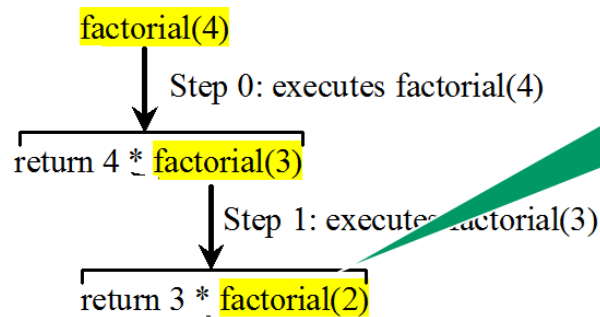 factorial(4)
Step 0: executes factorial(4)
return 4 * factorial(3)
Step 1: executes factorial(3)
return 3 * factorial(2)